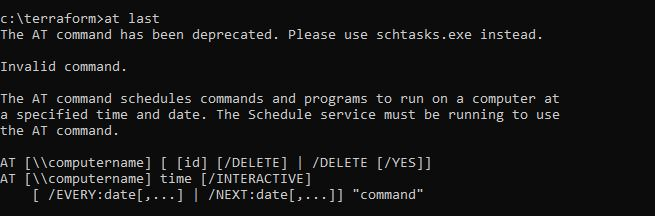 c:\terraform>at last
The AT command has been deprecated. Please use schtasks.exe instead.
Invalid command.
The AT command schedules commands and programs to run on a computer at
a specified time and date. The Schedule service must be running to use
the AT command.
AT [\\computername] [ [id] [/DELETE] | /DELETE [/YES]]
AT [\\computername] time [/INTERACTIVE]
[ /EVERY:date[,...] | /NEXT:date[,...]] "command"